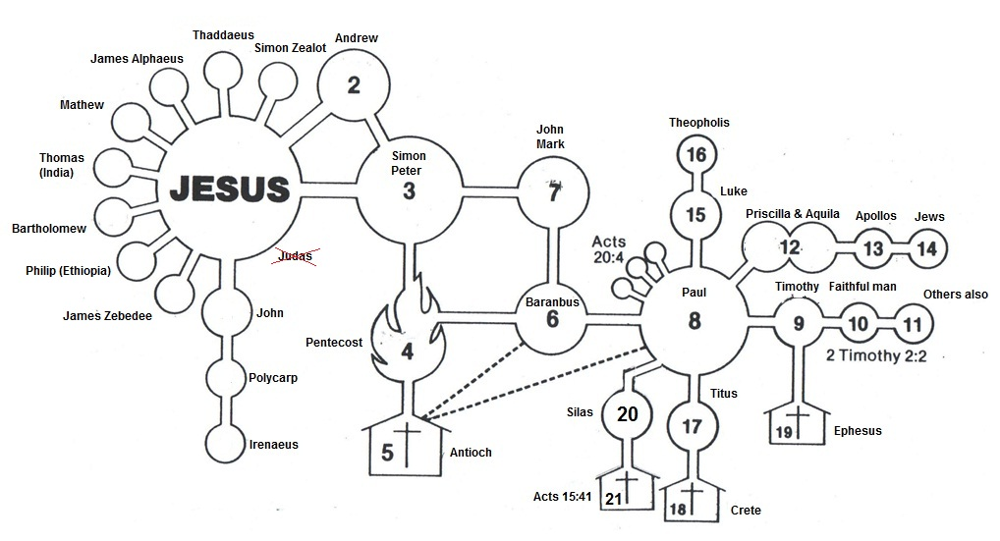 Thaddaeus
Andrew
Simon Zealot
James Alphaeus
2
Mathew
Theopholis
John
Mark
Simon
Peter
3
Thomas
(India)
JESUS
7
16
Luke
15
Priscilla & Aquila
Apollos
Jews
12
13
14
Bartholomew
Acts
20:4
Judas
Philip (Ethiopia)
Paul
8
Timothy
Faithful man
Others also
James Zebedee
John
Baranbus
6
9
10
11
Pentecost
4
2 Timothy 2:2
Polycarp
Titus
Silas
20
17
19
Ephesus
Irenaeus
5
Antioch
Acts 15:41
21
18
Crete